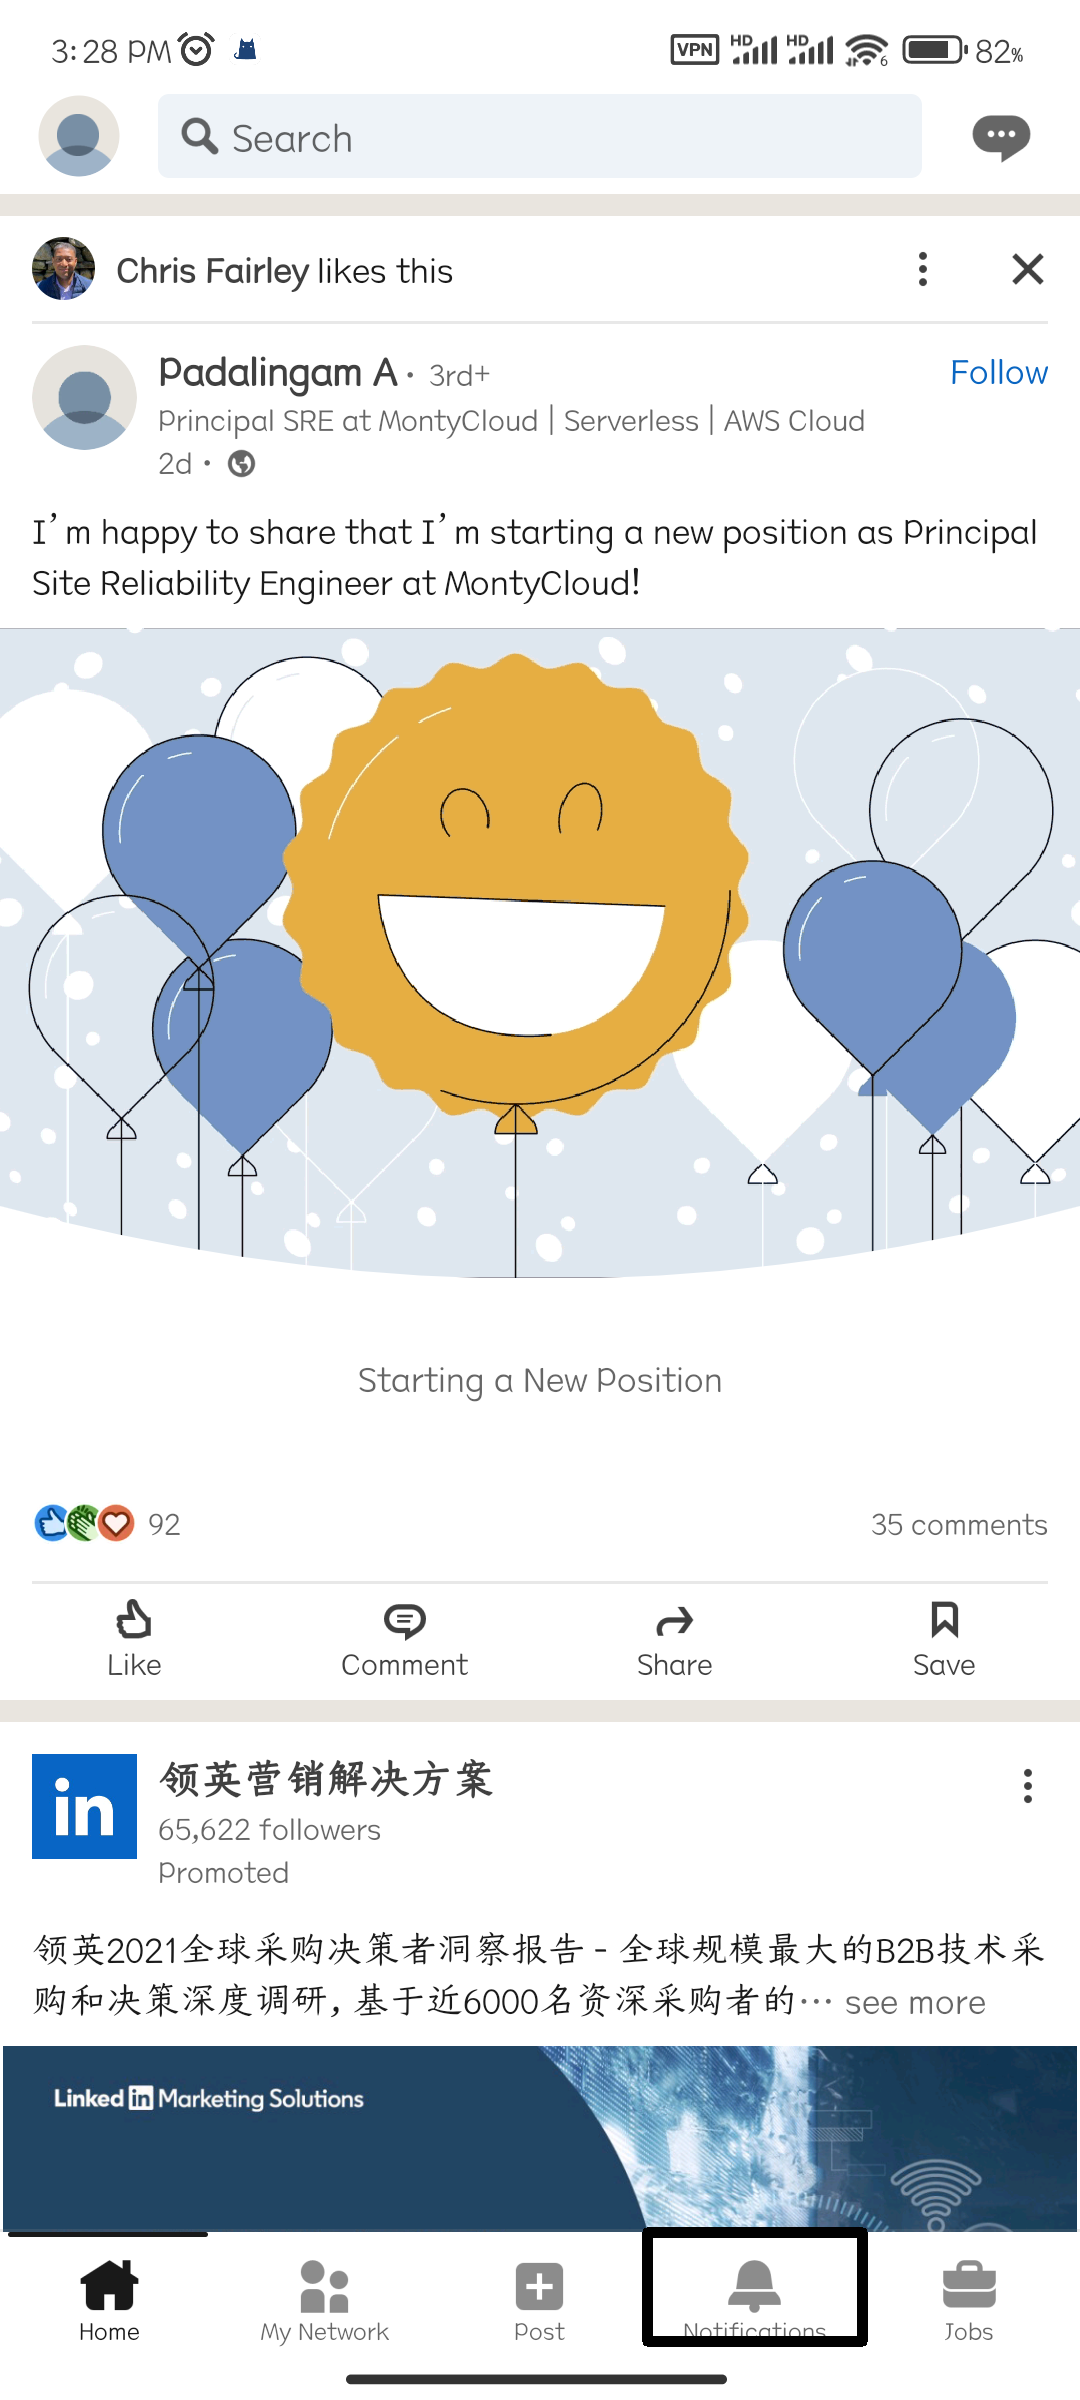 3:28 PM
VPN HD HD 6 82%
Search
Chris Fairley likes this
Padalingam A · 3rd+
Follow
Principal SRE at MontyCloud | Serverless | AWS Cloud
2d ·
I'm happy to share that I'm starting a new position as Principal
Site Reliability Engineer at MontyCloud!
Starting a New Position
92
35 comments
Like
Comment
Share
Save
in
领英营销解决方案
65,622 followers
Promoted
领英2021全球采购决策者洞察报告 - 全球规模最大的B2B技术采
购和决策深度调研, 基于近6000名资深采购者的… see more
Linked in Marketing Solutions
Home
My Network
Post
Notifications
Jobs